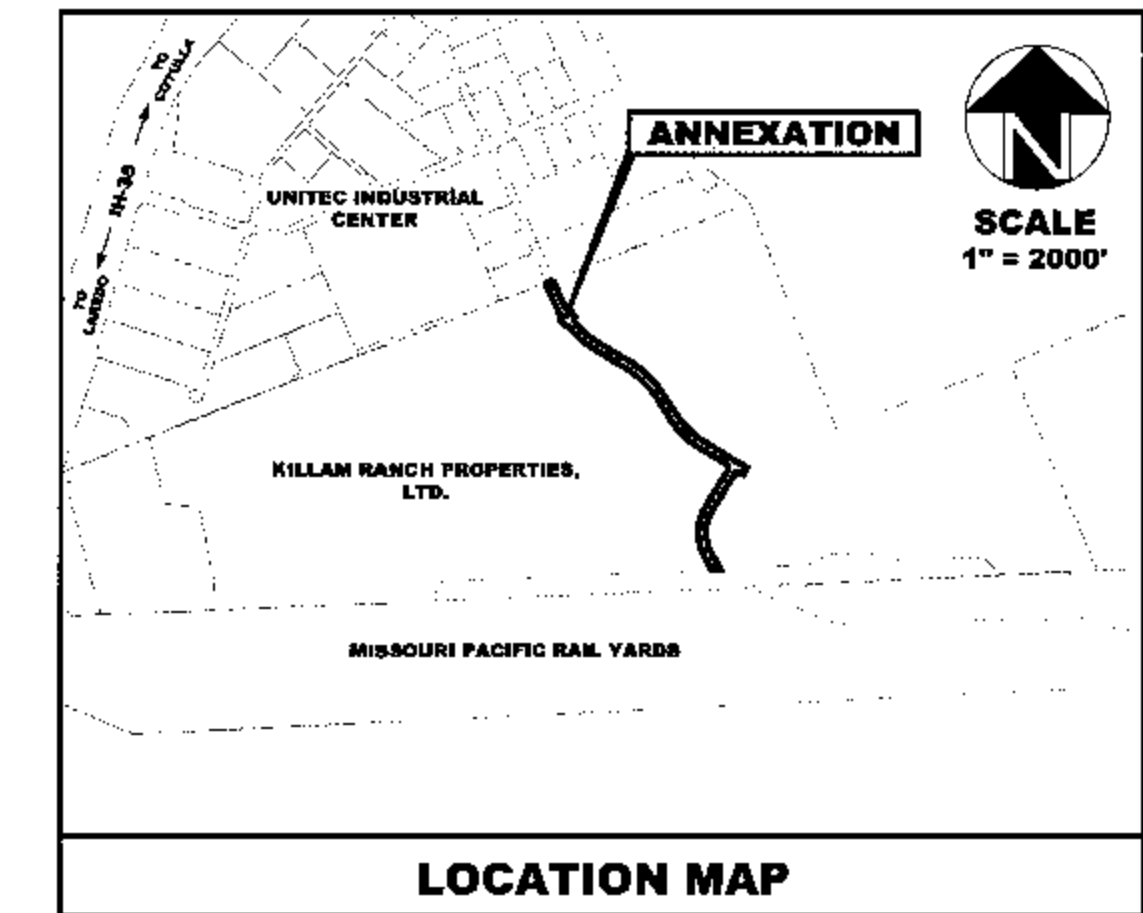 TO
COTULLA
IH-35
TO
LAREDO
UNITEC INDUSTRIAL
CENTER
ANNEXATION
N
SCALE
1" = 2000'
KILLAM RANCH PROPERTIES,
LTD.
MISSOURI PACIFIC RAIL YARDS
LOCATION MAP